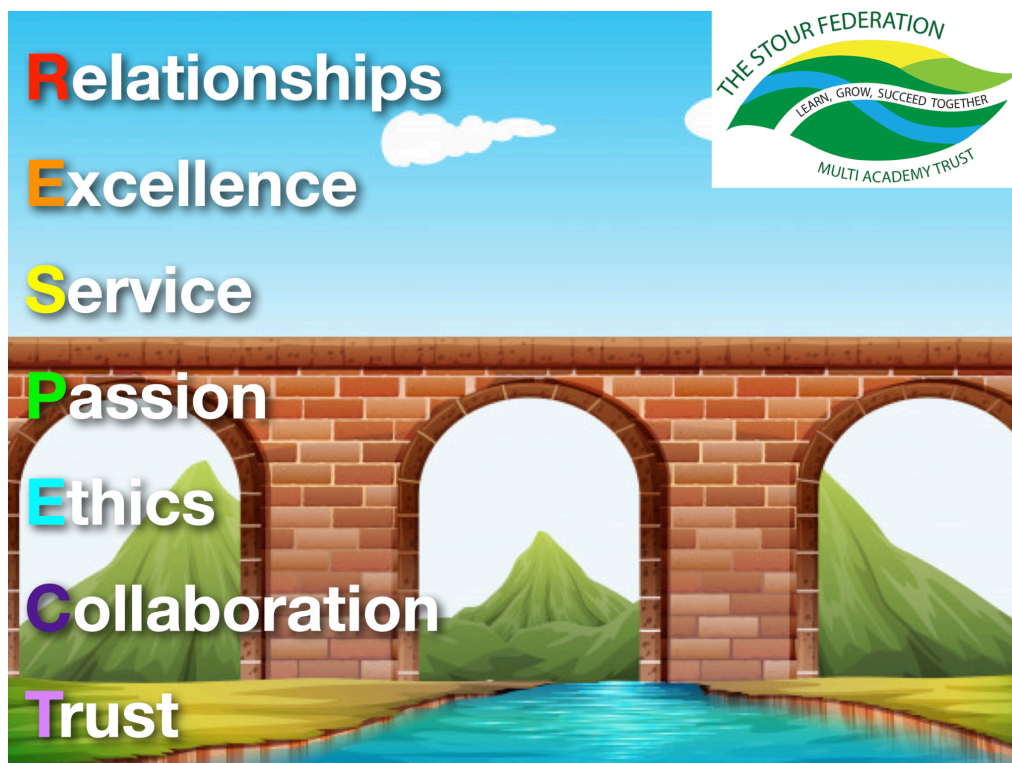 Relationships
Excellence
Service
Passion
Ethics
Collaboration
Trust
THE STOUR FEDERATION
LEARN, GROW, SUCCEED TOGETHER
MULTI ACADEMY TRUST